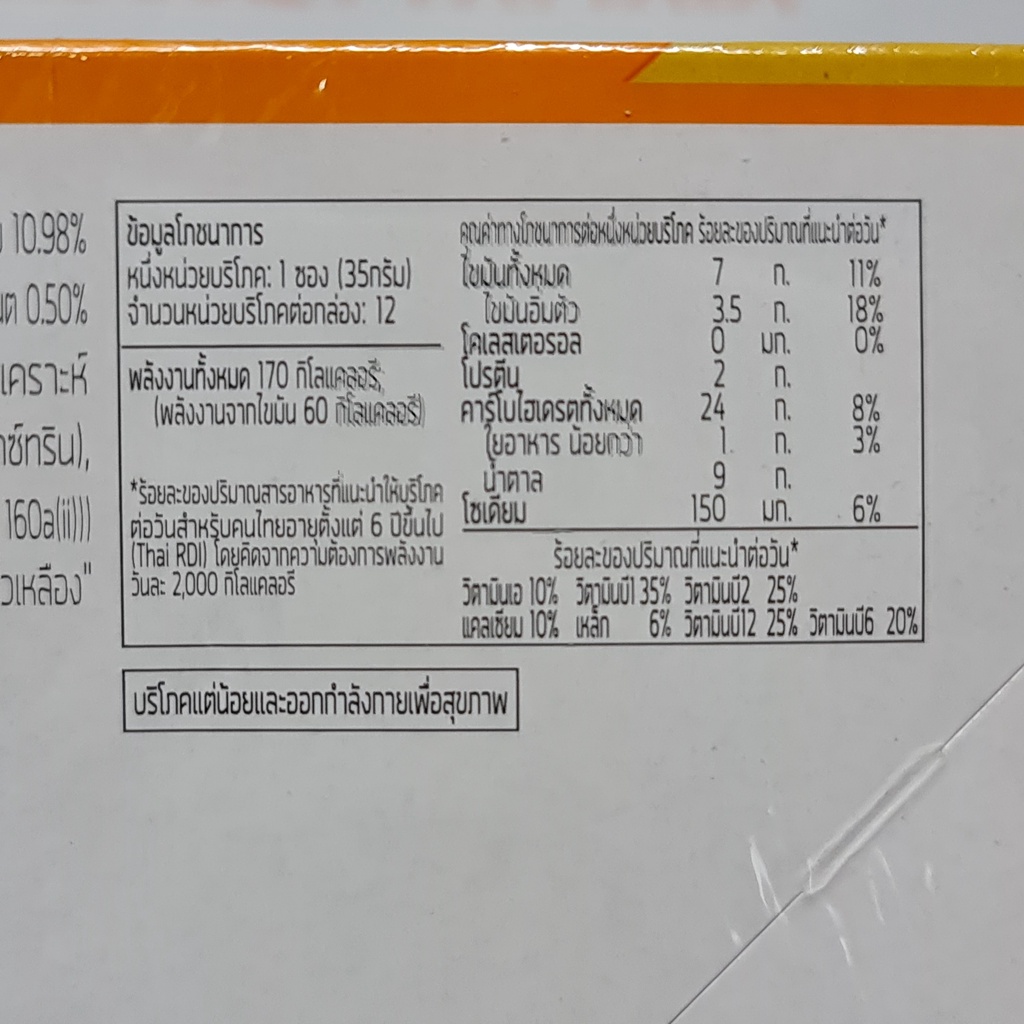 10.98%
0.50%
เคราะห์
160a(ii)))
ข้อมูลโภชนาการ
หนึ่งหน่วยบริโภค: 1 ซอง (35กรัม)
จำนวนหน่วยบริโภคต่อกล่อง: 12
พลังงานทั้งหมด 170 กิโลแคลอรี,
(พลังงานจากไขมัน 60 กิโลแคลอรี)
*ร้อยละของปริมาณสารอาหารที่แนะนำให้บริโภค
ต่อวันสำหรับคนไทยอายุตั้งแต่ 6 ปีขึ้นไป
(Thai RDI) โดยคิดจากความต้องการพลังงาน
วันละ 2,000 กิโลแคลอรี
คุณค่าทางโภชนาการต่อหนึ่งหน่วยบริโภค ร้อยละของปริมาณที่แนะนำต่อวัน*
ไขมันทั้งหมด 7 ก. 11%
ไขมันอิ่มตัว 3.5 ก. 18%
โคเลสเตอรอล 0 มก. 0%
โปรตีน 2 ก.
คาร์โบไฮเดรตทั้งหมด 24 ก. 8%
ใยอาหาร น้อยกว่า 1 ก. 3%
น้ำตาล 9 ก.
โซเดียม 150 มก. 6%
ร้อยละของปริมาณที่แนะนำต่อวัน*
วิตามินเอ 10% วิตามินบี1 35% วิตามินบี2 25%
แคลเซียม 10% เหล็ก 6% วิตามินบี12 25% วิตามินบี6 20%
บริโภคแต่น้อยและออกกำลังกายเพื่อสุขภาพ